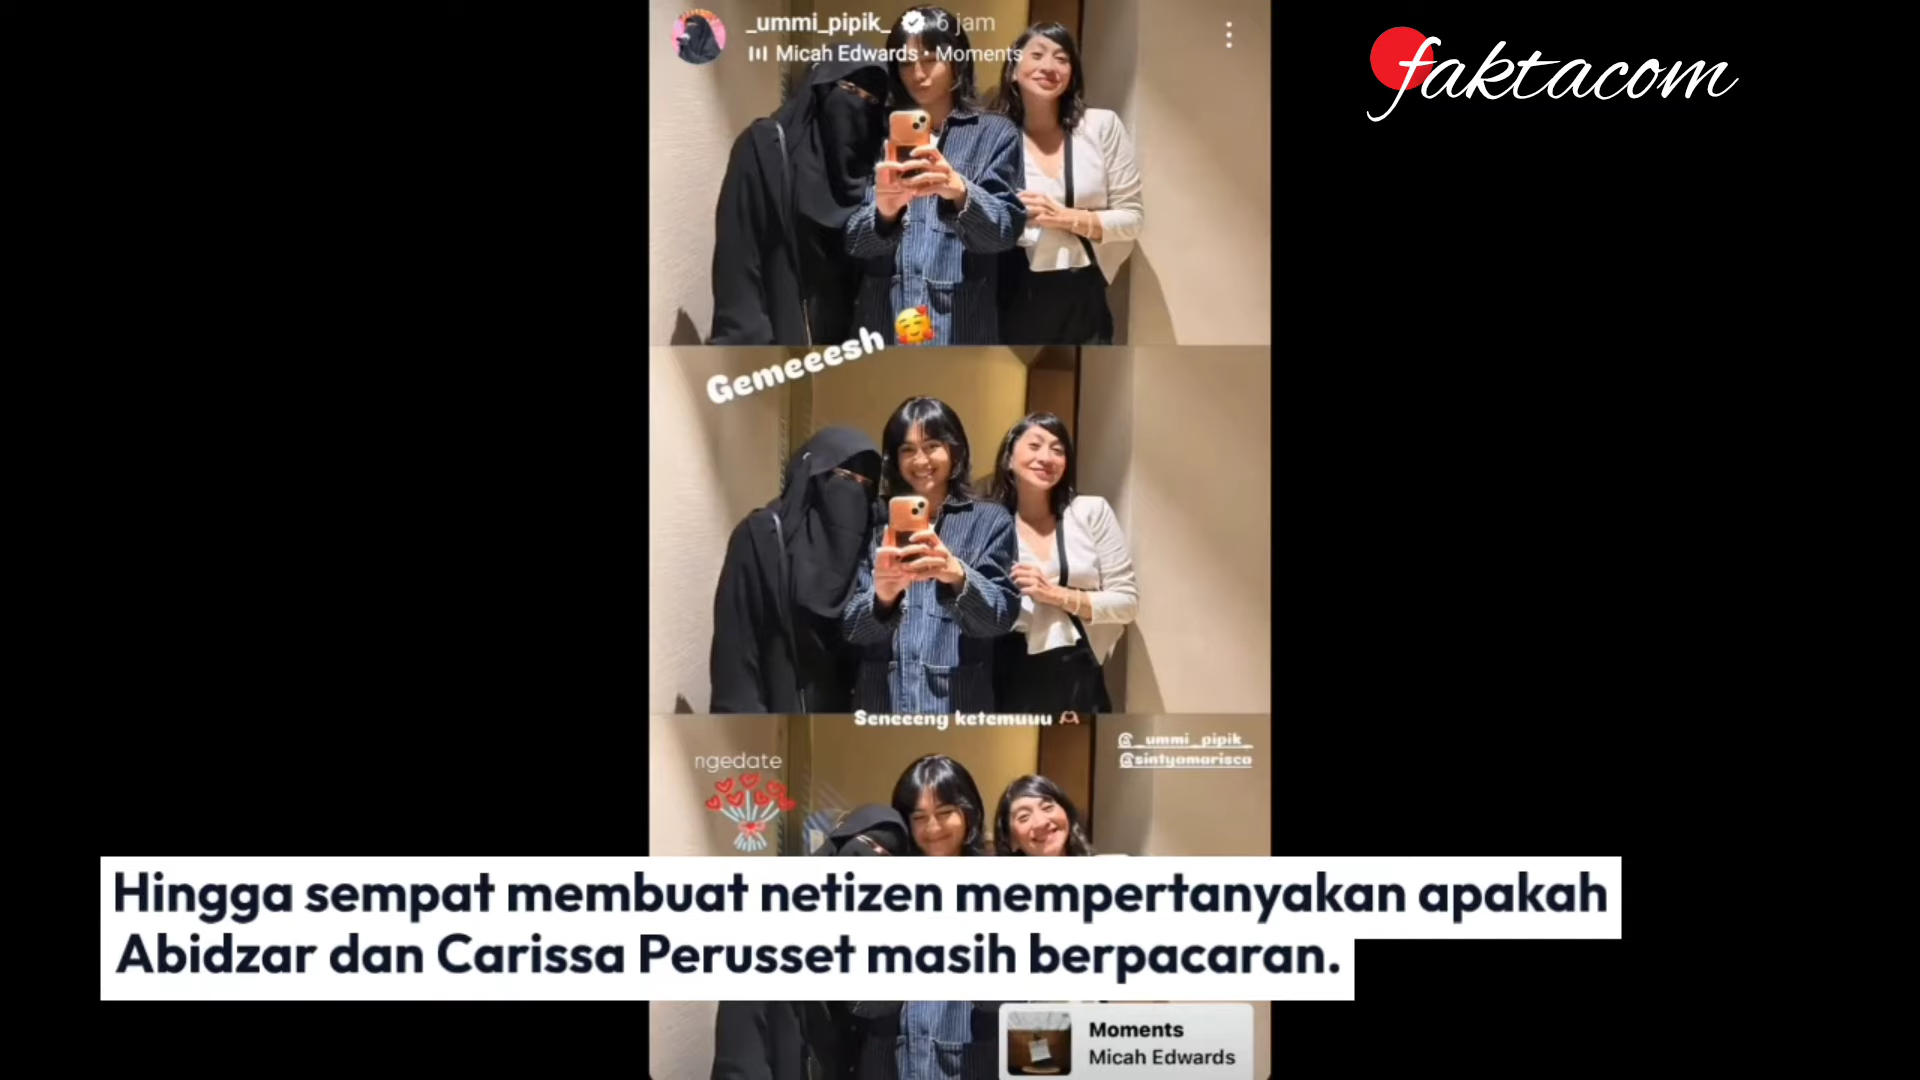 _ummi_pipik_ 6 jam
Micah Edwards • Moments
faktacom
Gemeeesh
Seneeeng ketemuuu
ngedate
@_ummi_pipik_
@sintyamarisca
Hingga sempat membuat netizen mempertanyakan apakah
Abidzar dan Carissa Perusset masih berpacaran.
Moments
Micah Edwards